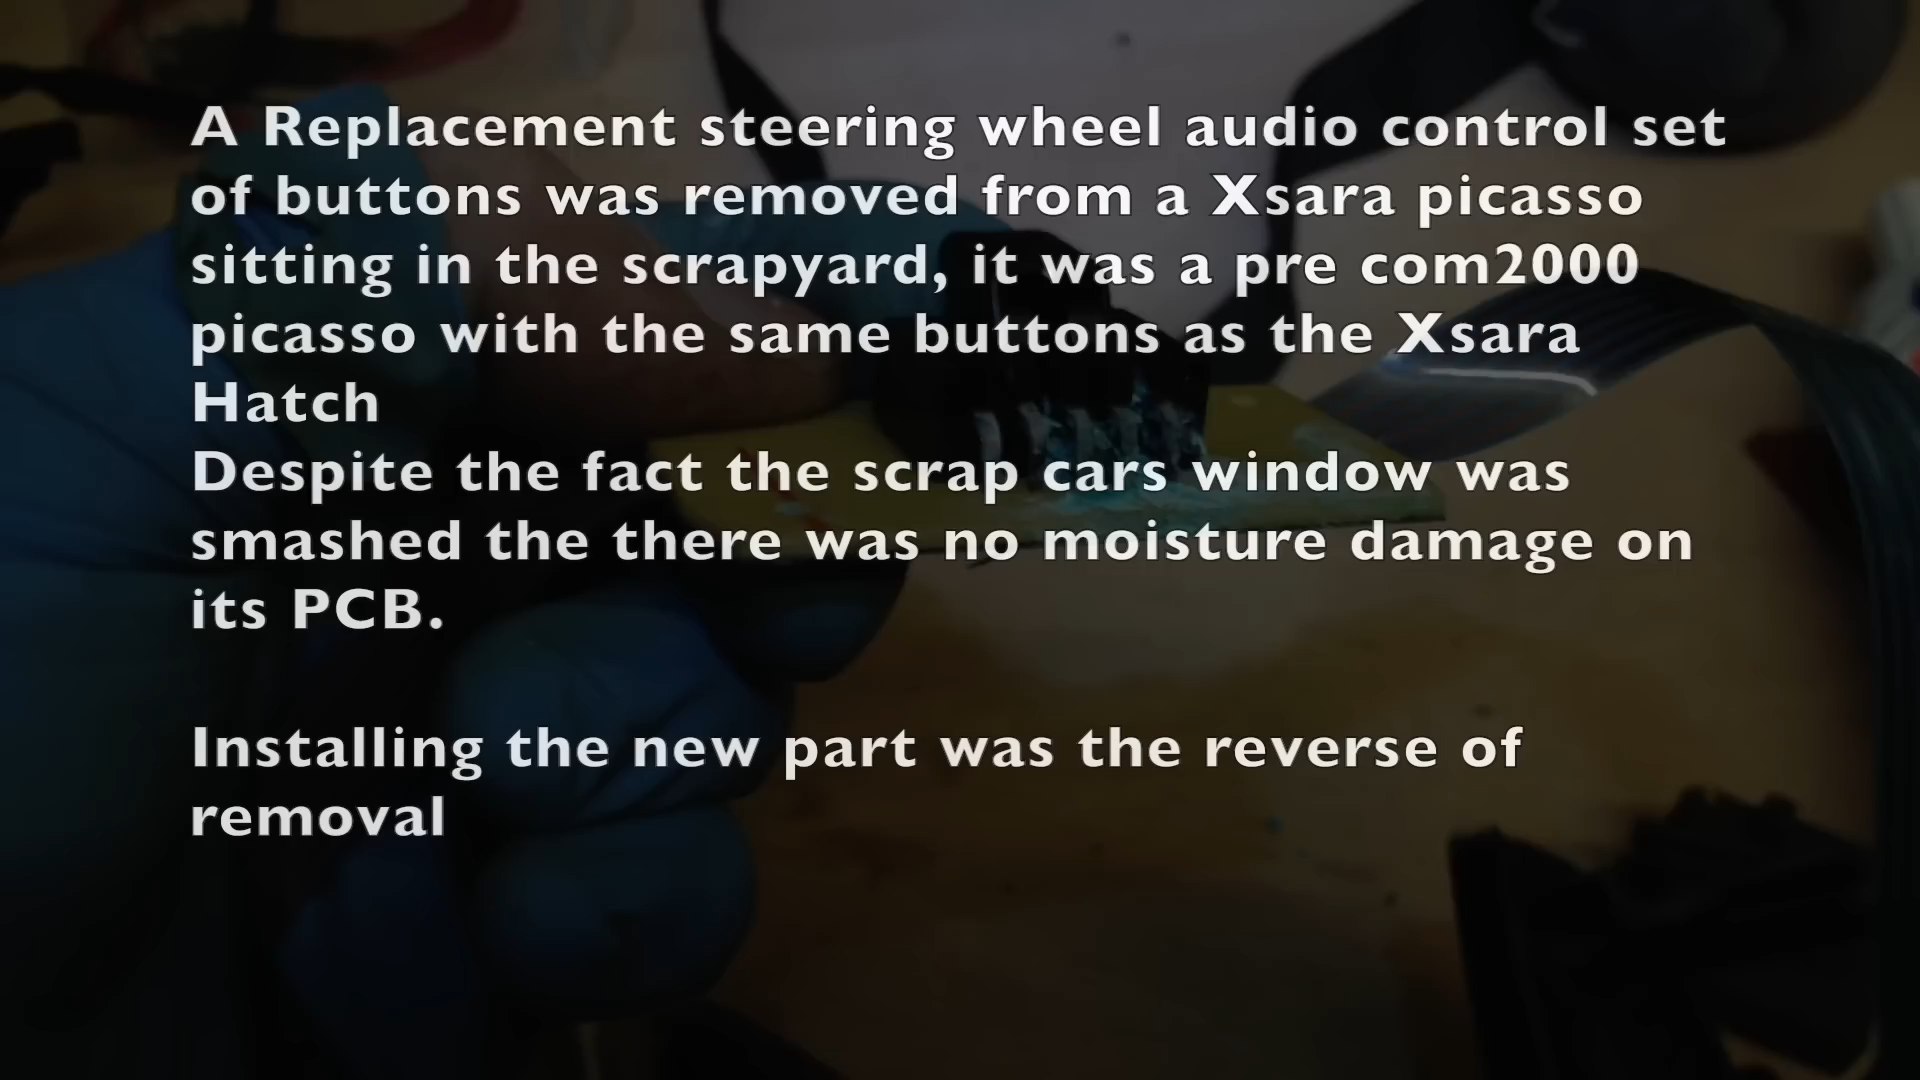 A Replacement steering wheel audio control set
of buttons was removed from a Xsara picasso
sitting in the scrapyard, it was a pre com2000
picasso with the same buttons as the Xsara
Hatch
Despite the fact the scrap cars window was
smashed the there was no moisture damage on
its PCB.
Installing the new part was the reverse of
removal